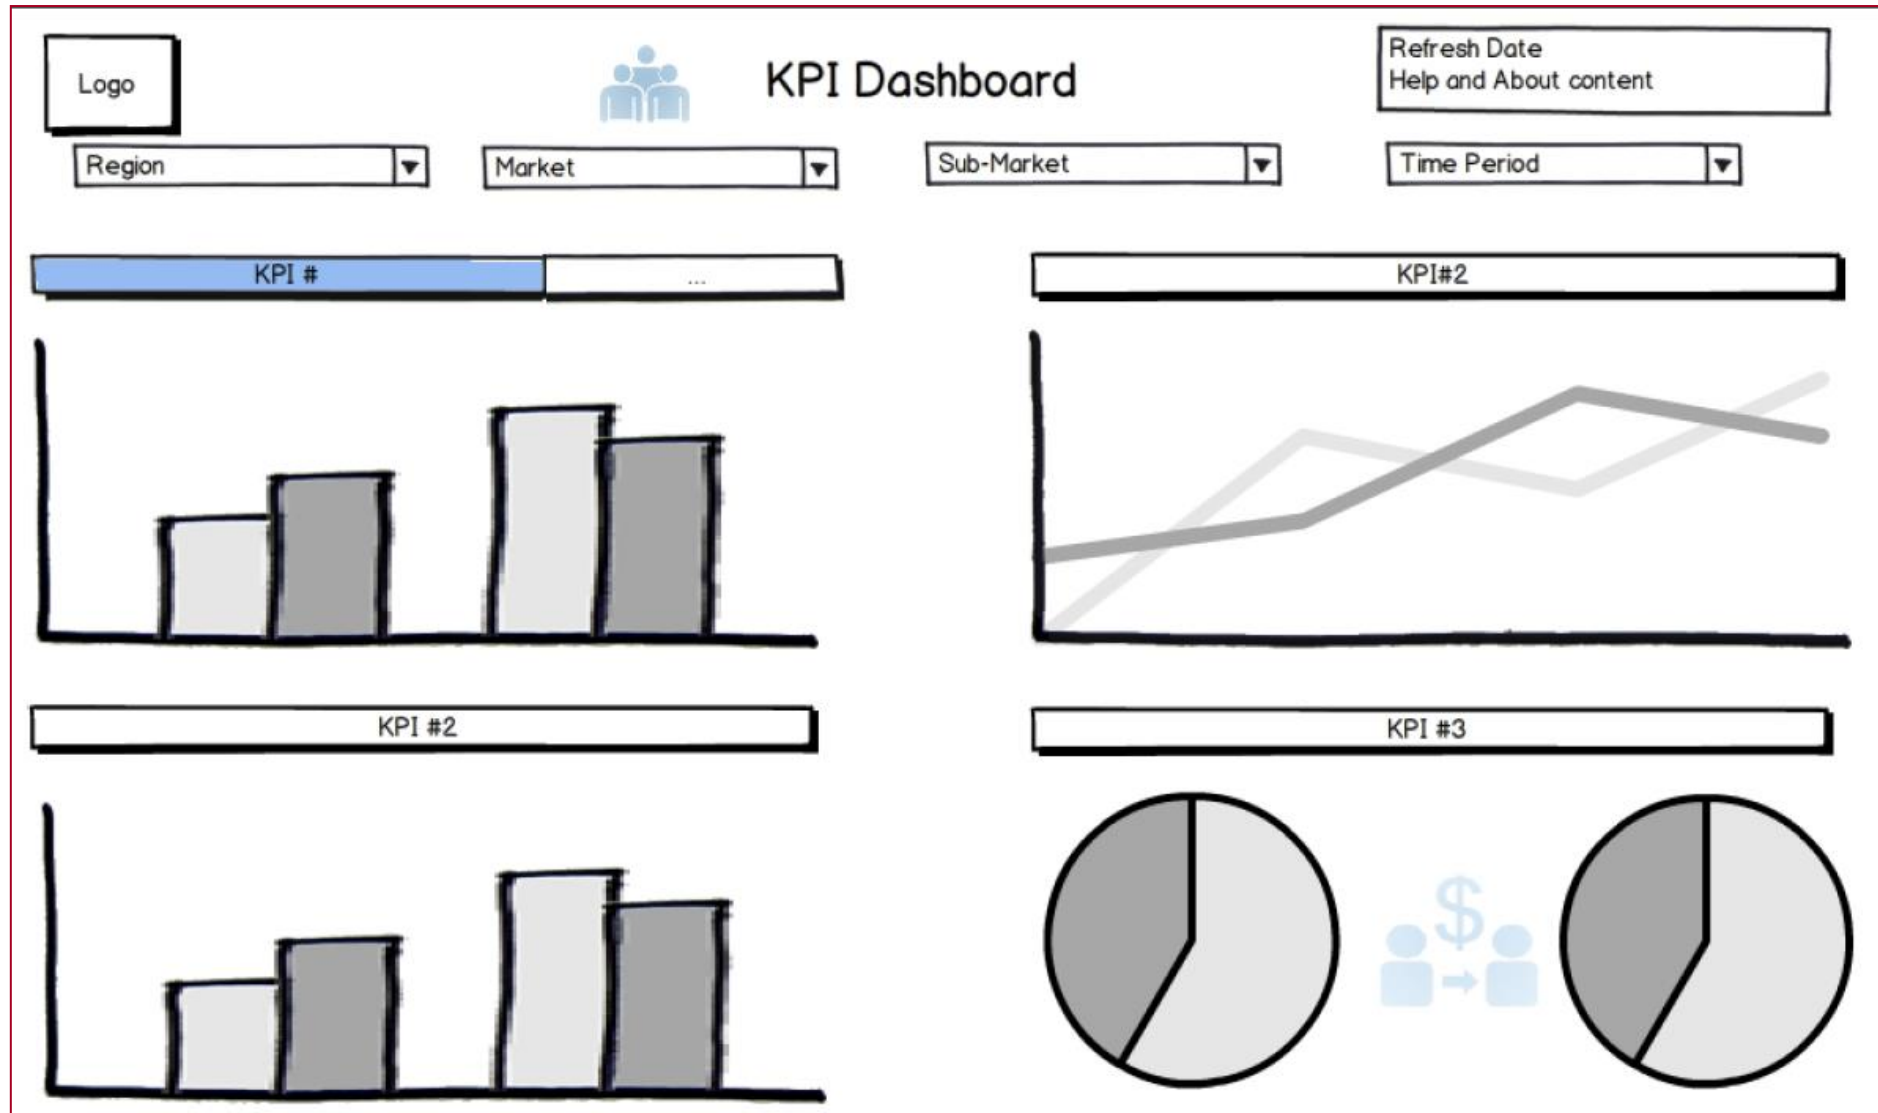 Logo
KPI Dashboard
Refresh Date
Help and About content
Region
Market
Sub-Market
Time Period
KPI #
...
KPI#2
KPI #2
KPI #3
$